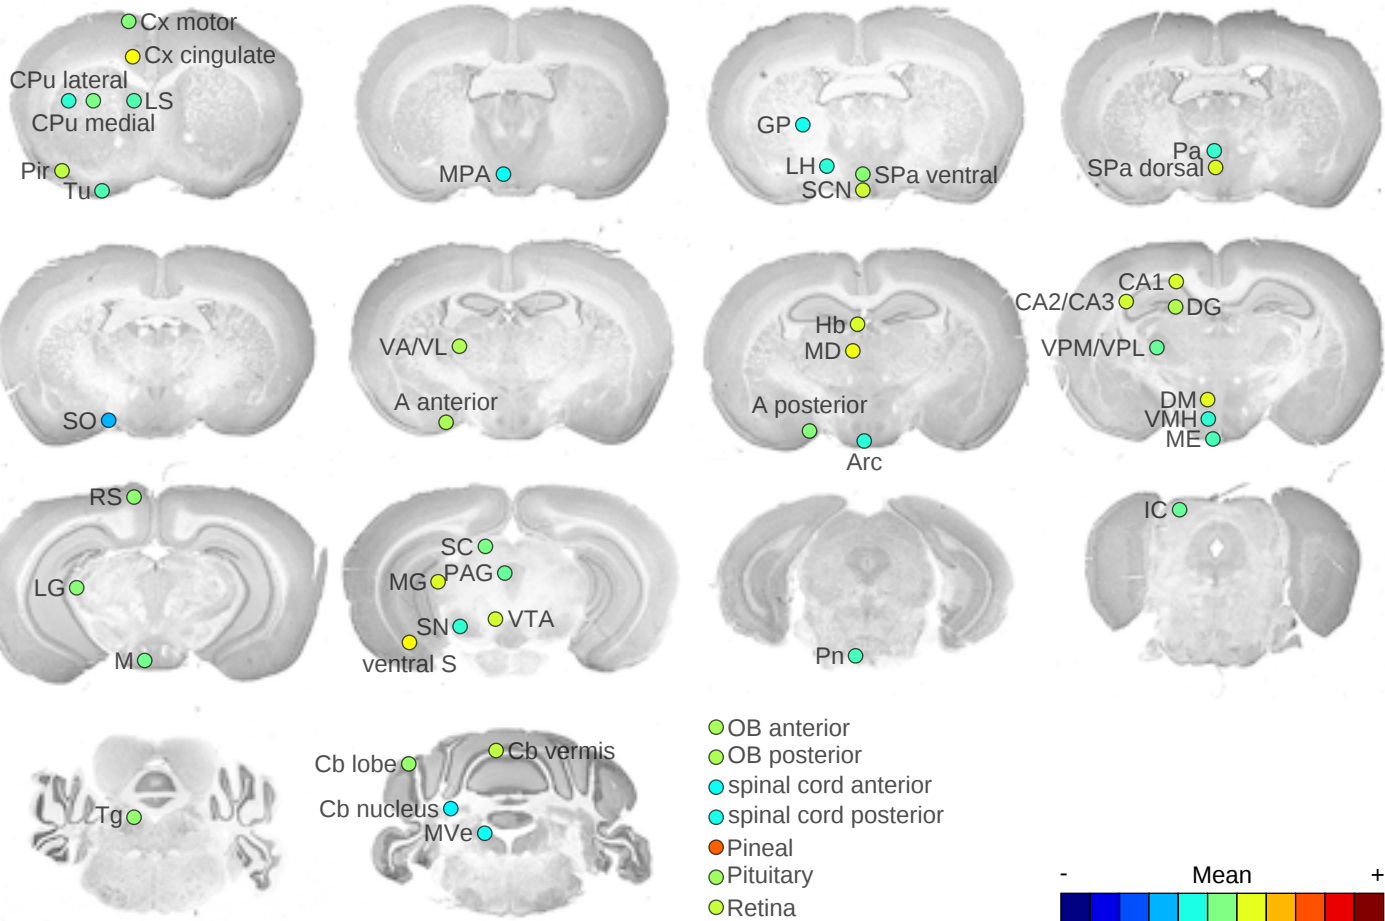 Cx motor
Cx cingulate
CPu lateral
LS
CPu medial
Pir
Tu
MPA
GP
LH
SPa ventral
SCN
Pa
SPa dorsal
SO
VA/VL
A anterior
Hb
MD
A posterior
Arc
CA1
CA2/CA3
DG
VPM/VPL
DM
VMH
ME
RS
LG
M
SC
PAG
MG
VTA
SN
ventral S
Pn
IC
Tg
Cb vermis
Cb lobe
Cb nucleus
MVe
OB anterior
OB posterior
spinal cord anterior
spinal cord posterior
Pineal
Pituitary
Retina
- Mean +